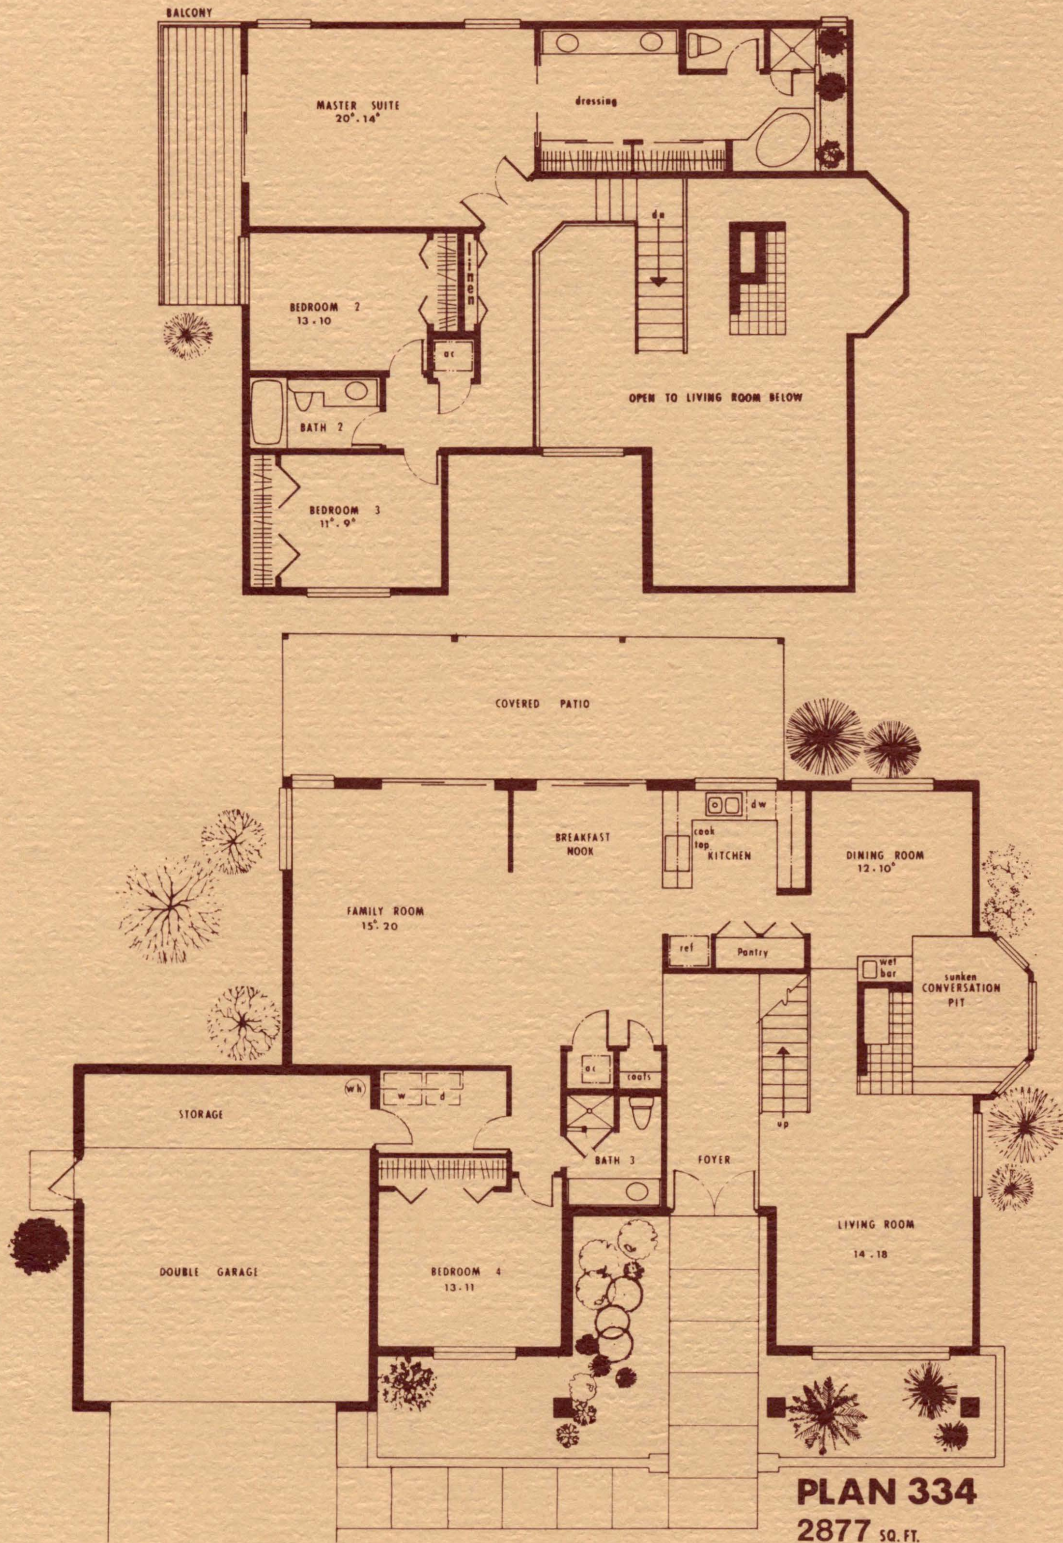 BALCONY
MASTER SUITE
20⁶·14⁶
dressing
dn
linen
BEDROOM 2
13·10
ac
OPEN TO LIVING ROOM BELOW
BATH 2
BEDROOM 3
11⁶·9⁶
COVERED PATIO
dw
cook
top
KITCHEN
BREAKFAST
NOOK
DINING ROOM
12·10⁶
FAMILY ROOM
15⁶·20
ref
Pantry
wet
bar
sunken
CONVERSATION
PIT
ac
coats
wh
w
d
STORAGE
up
BATH 3
FOYER
LIVING ROOM
14·18
DOUBLE GARAGE
BEDROOM 4
13·11
PLAN 334
2877 SQ. FT.